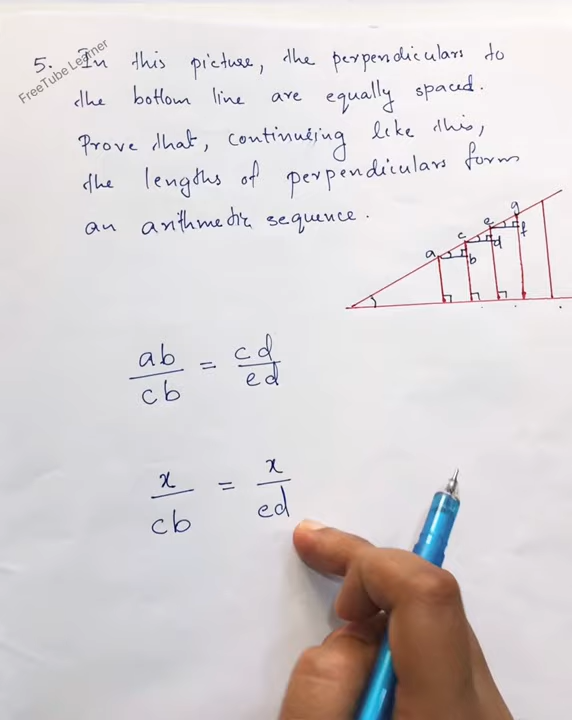 5. In this picture, the perpendiculars to
the bottom line are equally spaced.
Prove that, continueing like this,
the lengths of perpendiculars form
an arithmetic sequence.
FreeTube Learner
g
e
f
c
d
a
b
ab/cb = cd/ed
x/cb = x/ed